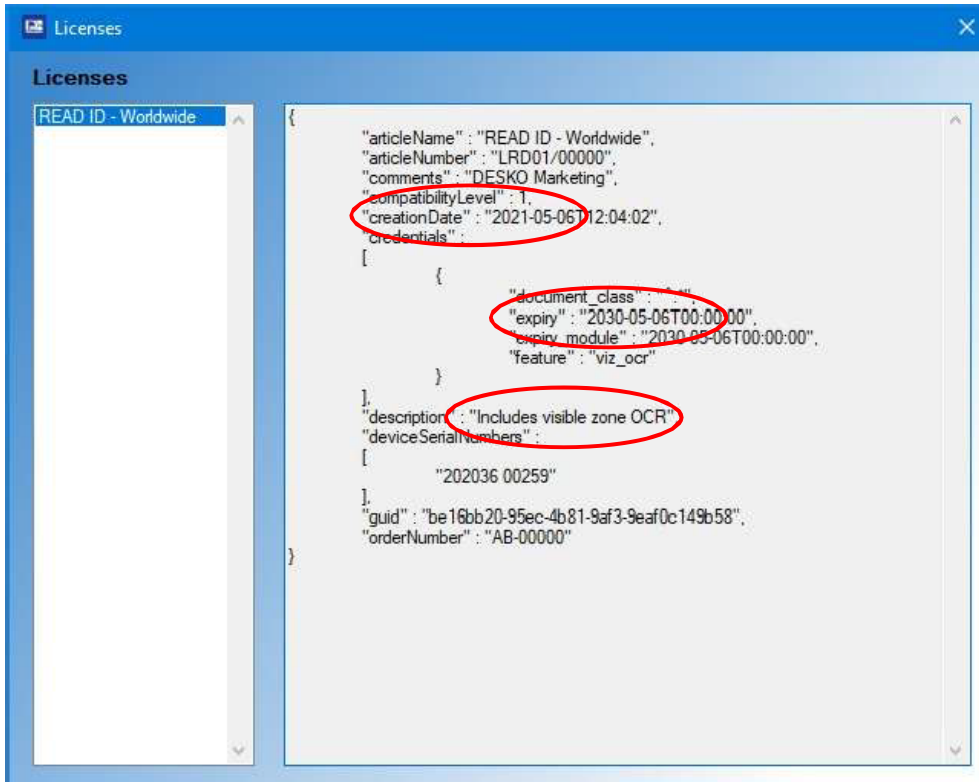 Licenses
Licenses
READ ID - Worldwide
{
"articleName" : "READ ID - Worldwide",
"articleNumber" : "LRD01/00000",
"comments" : "DESKO Marketing",
"compatibilityLevel" : 1,
"creationDate" : "2021-05-06T12:04:02",
"credentials" :
[
{
"document_class" : "^.*",
"expiry" : "2030-05-06T00:00:00",
"expiry_module" : "2030-05-06T00:00:00",
"feature" : "viz_ocr"
}
],
"description" : "Includes visible zone OCR"
"deviceSerialNumbers" :
[
"202036 00259"
],
"guid" : "be16bb20-95ec-4b81-9af3-9eaf0c149b58",
"orderNumber" : "AB-00000"
}